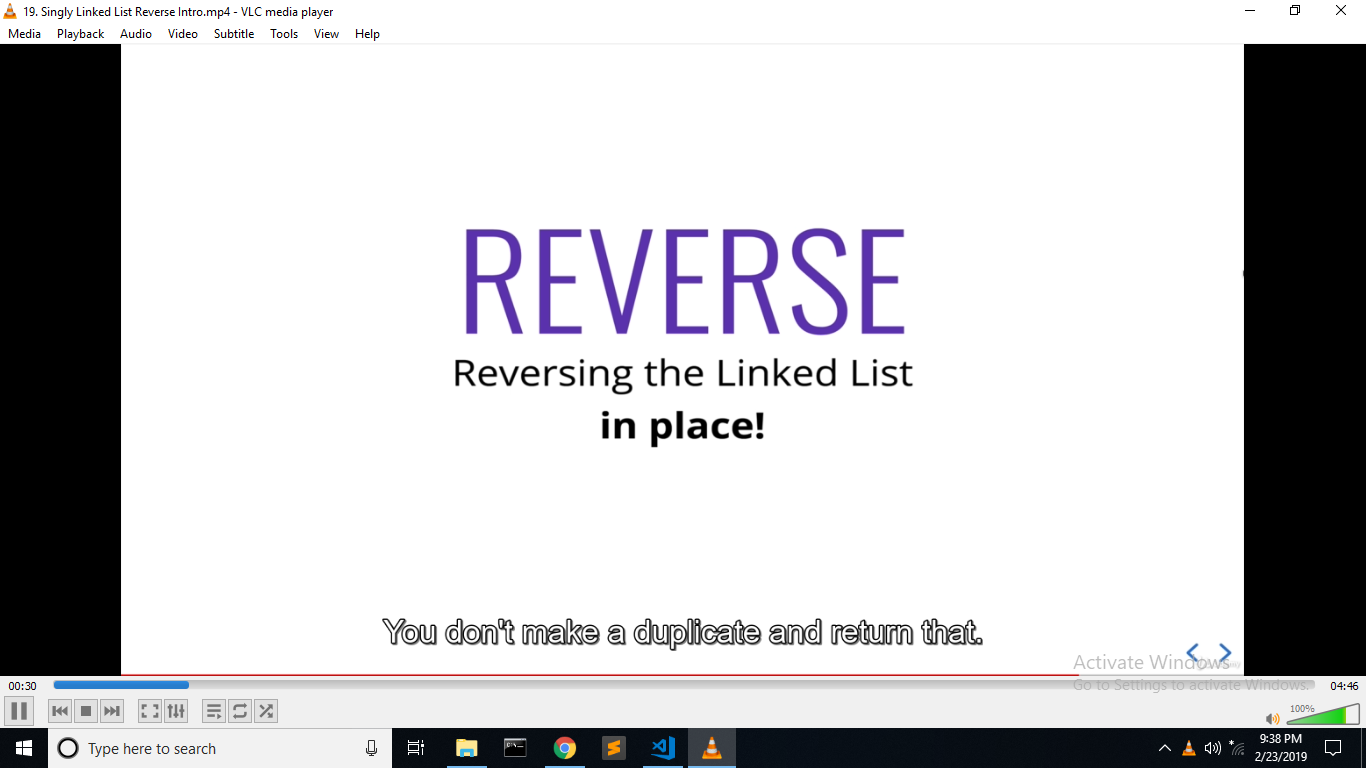 19. Singly Linked List Reverse Intro.mp4 - VLC media player
Media Playback Audio Video Subtitle Tools View Help
REVERSE
Reversing the Linked List
in place!
You don't make a duplicate and return that.
Activate Windows
Go to Settings to activate Windows.
00:30
04:46
100%
Type here to search
9:38 PM
2/23/2019